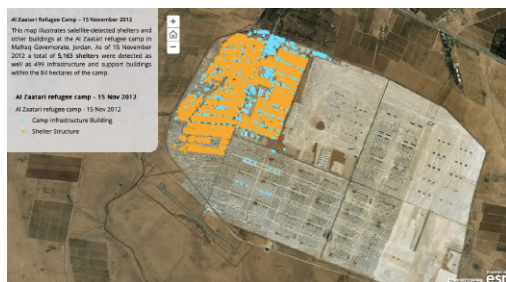 Al Zaatari Refugee Camp - 15 November 2012
This map illustrates satellite-detected shelters and
other buildings at the Al Zaatari refugee camp in
Mafraq Governorate, Jordan. As of 15 November
2012 a total of 5,163 shelters were detected as
well as 499 infrastructure and support buildings
within the 84 hectares of the camp.
Al Zaatari refugee camp - 15 Nov 2012
Al Zaatari refugee camp - 15 Nov 2012
Camp Infrastructure Building
Shelter Structure
+
−
esri